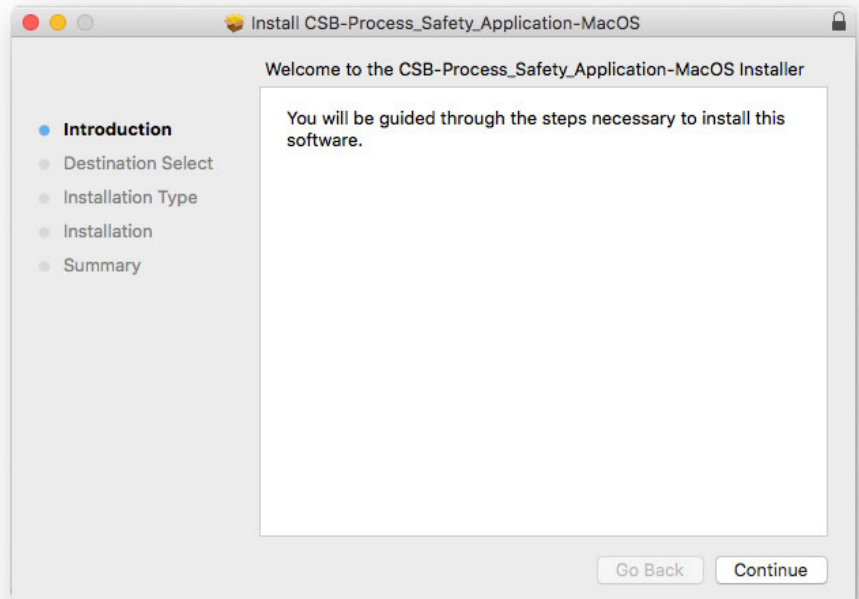 Install CSB-Process_Safety_Application-MacOS
Welcome to the CSB-Process_Safety_Application-MacOS Installer
Introduction
Destination Select
Installation Type
Installation
Summary
You will be guided through the steps necessary to install this
software.
Go Back
Continue